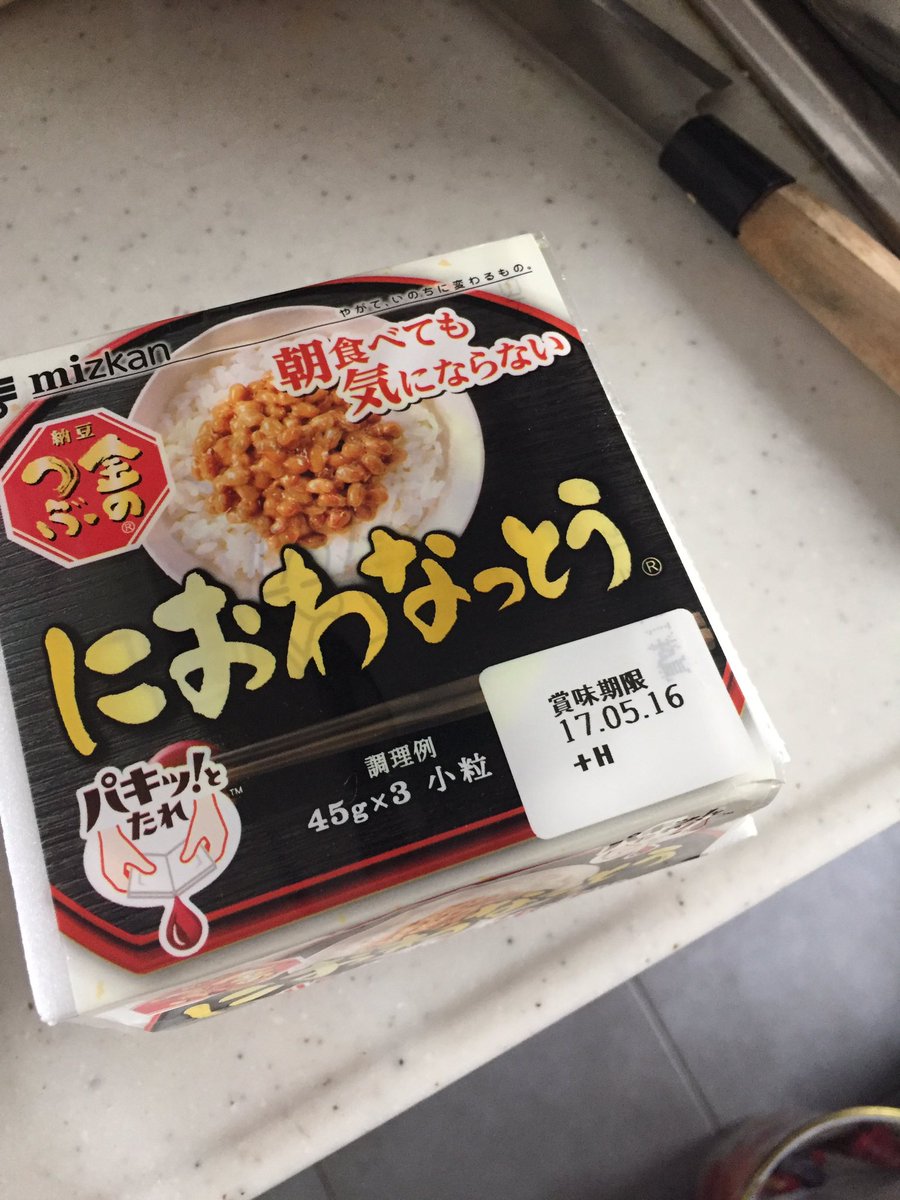 やがて、いのちに変わるもの。
mizkan
朝食べても
気にならない
納豆
金の
つぶ®
におわなっとう®
賞味期限
17.05.16
+H
パキッ!と
たれ™
調理例
45g×3 小粒